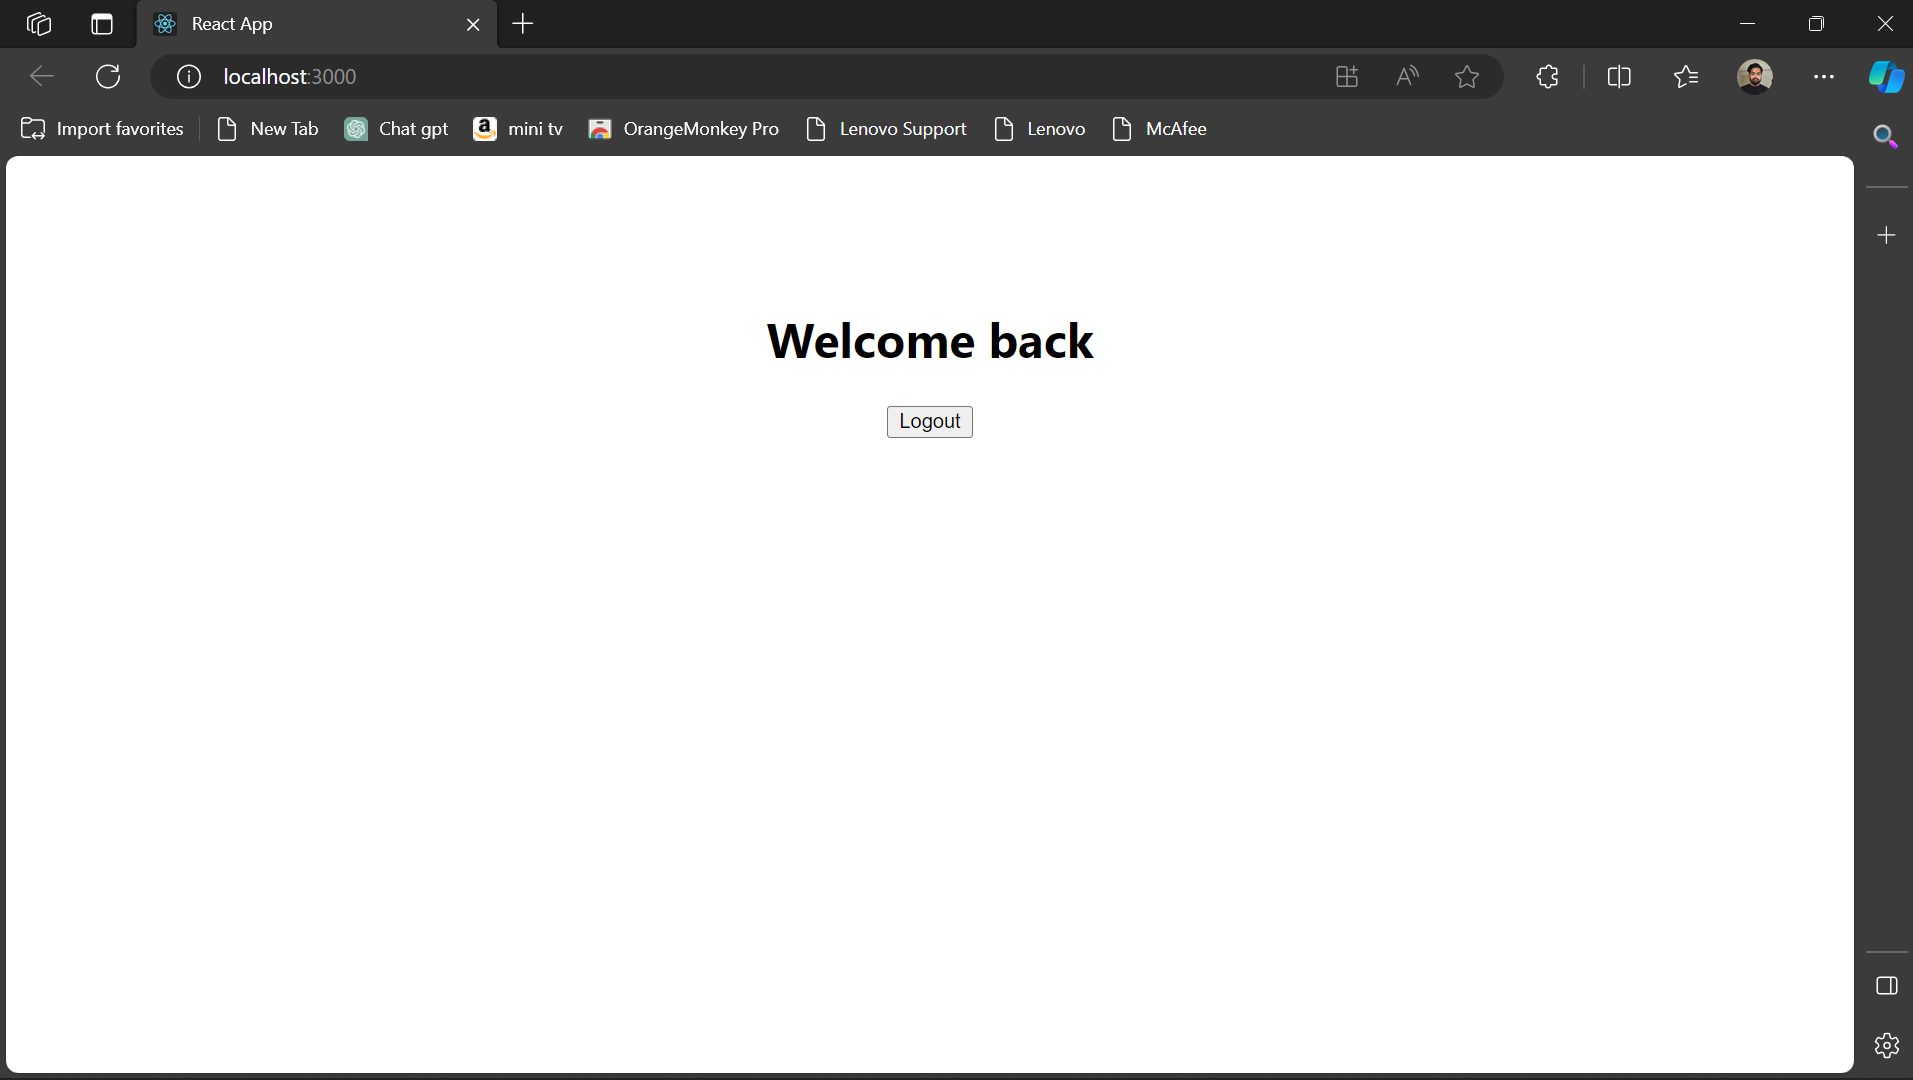 React App
localhost:3000
Import favorites New Tab Chat gpt mini tv OrangeMonkey Pro Lenovo Support Lenovo McAfee
Welcome back
Logout